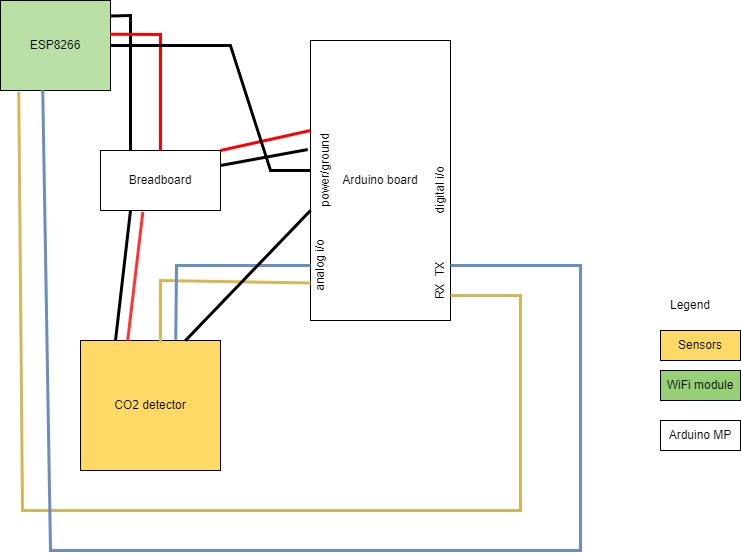 ESP8266
Breadboard
power/ground
Arduino board
digital i/o
analog i/o
TX
RX
CO2 detector
Legend
Sensors
WiFi module
Arduino MP